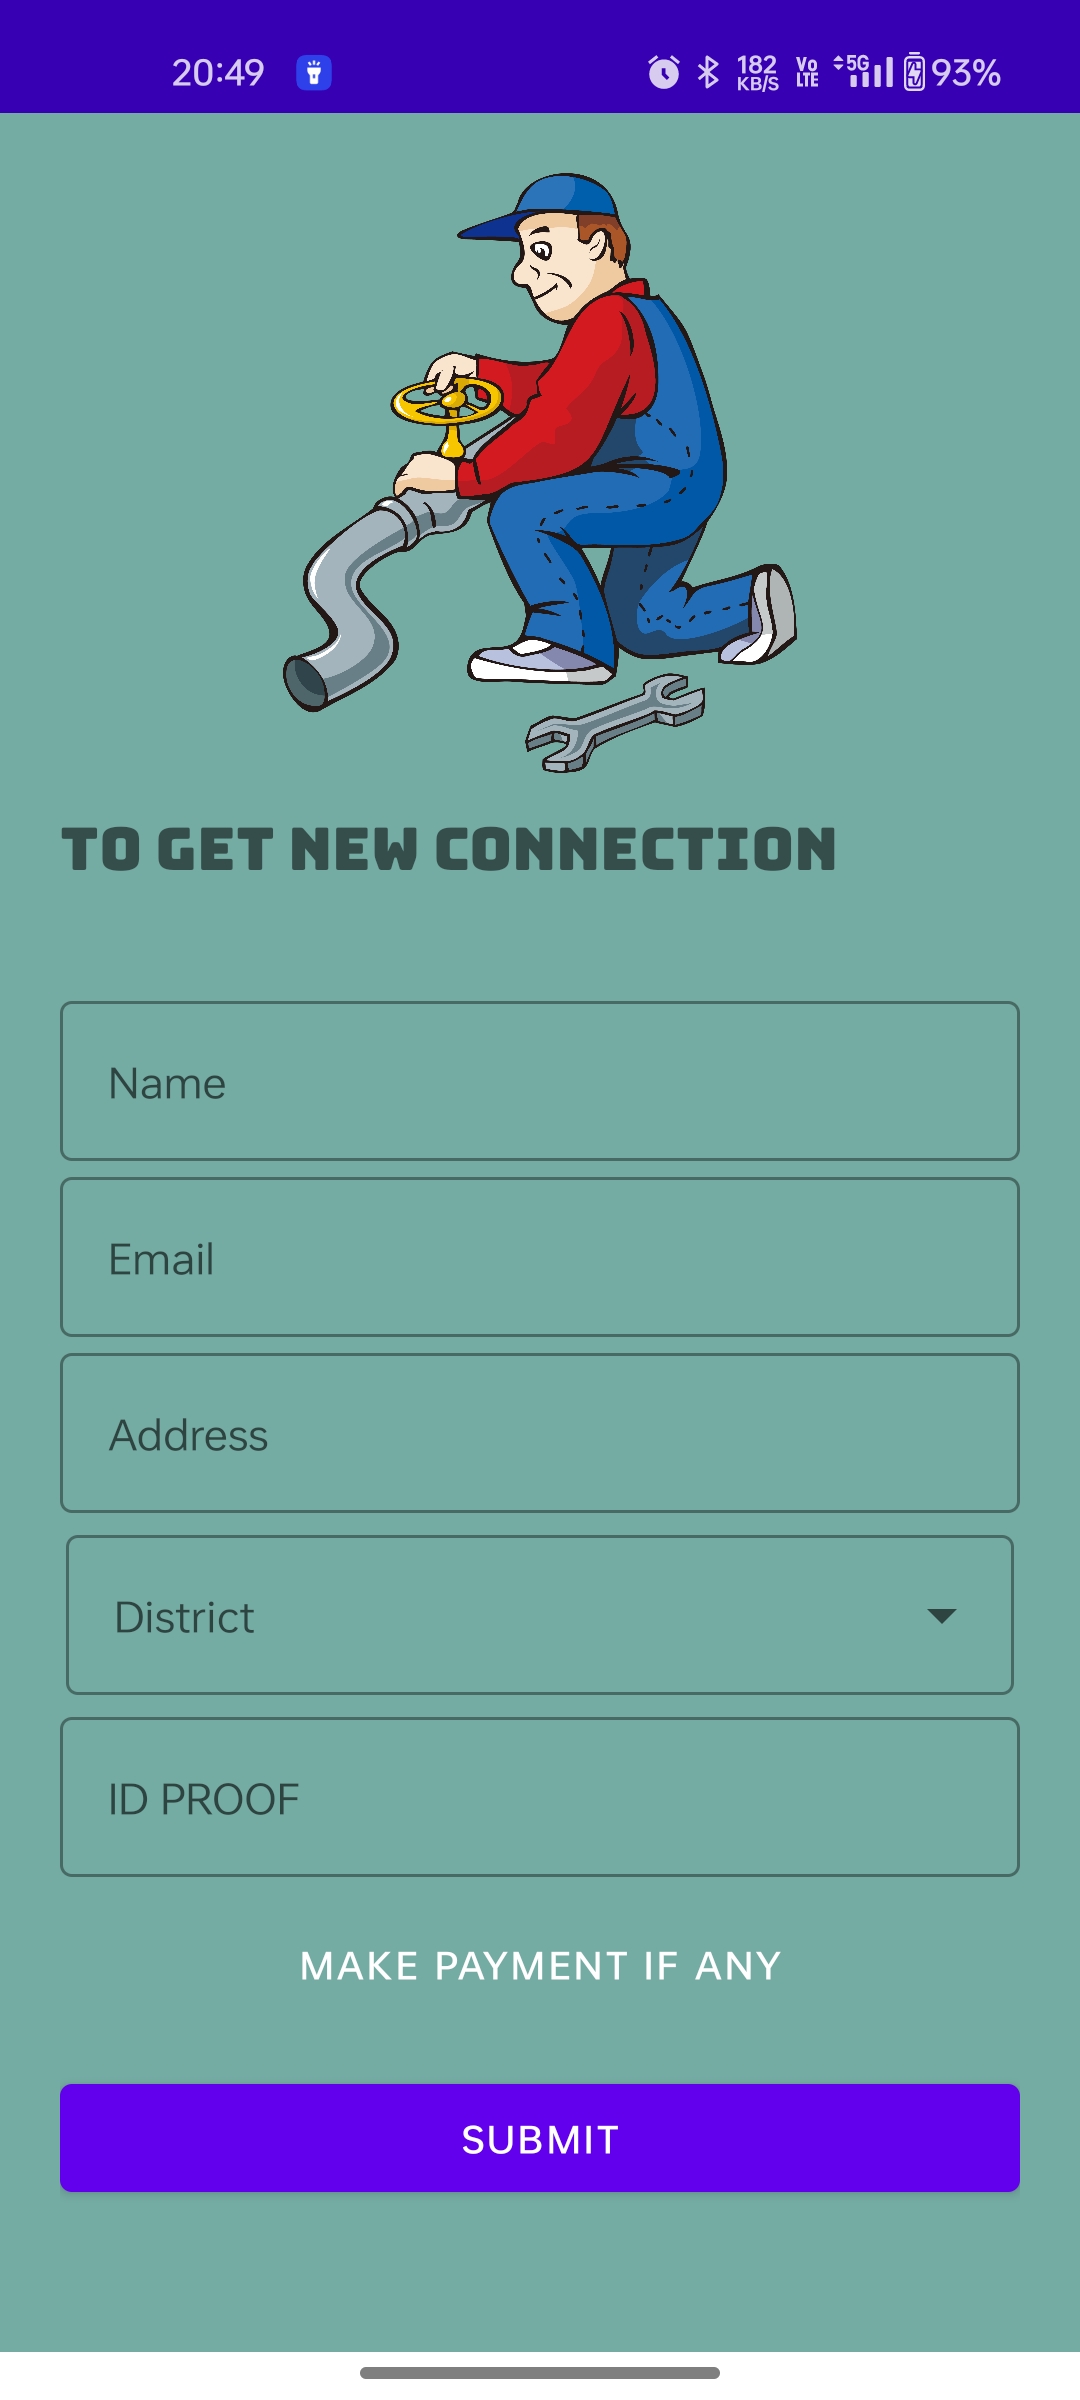 20:49 182 KB/S Vo LTE 5G 93%
TO GET NEW CONNECTION
Name
Email
Address
District
ID PROOF
MAKE PAYMENT IF ANY
SUBMIT